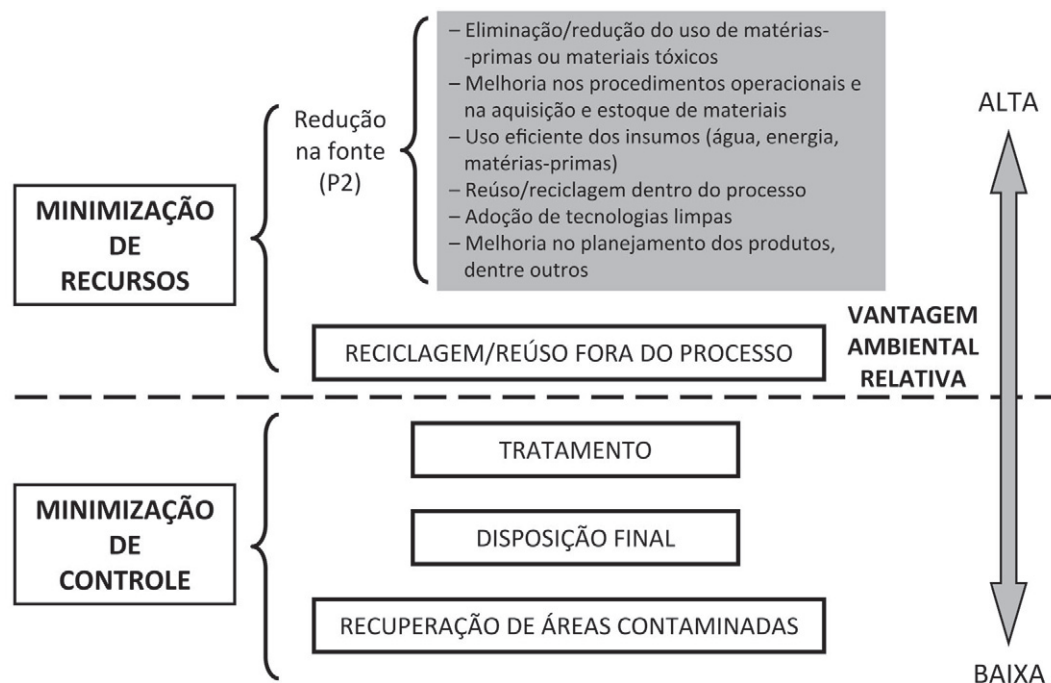 MINIMIZAÇÃO
DE
RECURSOS
Redução
na fonte
(P2)
– Eliminação/redução do uso de matérias-
-primas ou materiais tóxicos
– Melhoria nos procedimentos operacionais e
na aquisição e estoque de materiais
– Uso eficiente dos insumos (água, energia,
matérias-primas)
– Reúso/reciclagem dentro do processo
– Adoção de tecnologias limpas
– Melhoria no planejamento dos produtos,
dentre outros
RECICLAGEM/REÚSO FORA DO PROCESSO
ALTA
VANTAGEM
AMBIENTAL
RELATIVA
MINIMIZAÇÃO
DE
CONTROLE
TRATAMENTO
DISPOSIÇÃO FINAL
RECUPERAÇÃO DE ÁREAS CONTAMINADAS
BAIXA